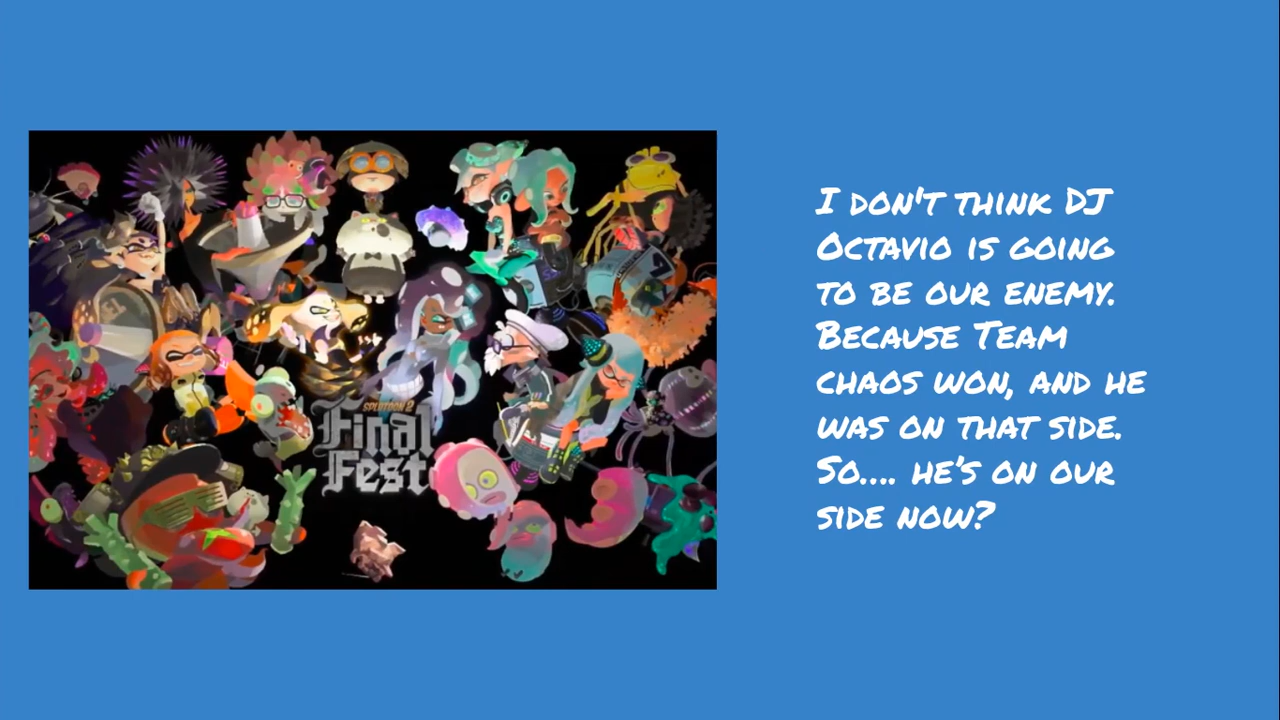 SPLATOON 2
Final
Fest
I DON'T THINK DJ
OCTAVIO IS GOING
TO BE OUR ENEMY.
BECAUSE TEAM
CHAOS WON, AND HE
WAS ON THAT SIDE.
SO.... HE'S ON OUR
SIDE NOW?